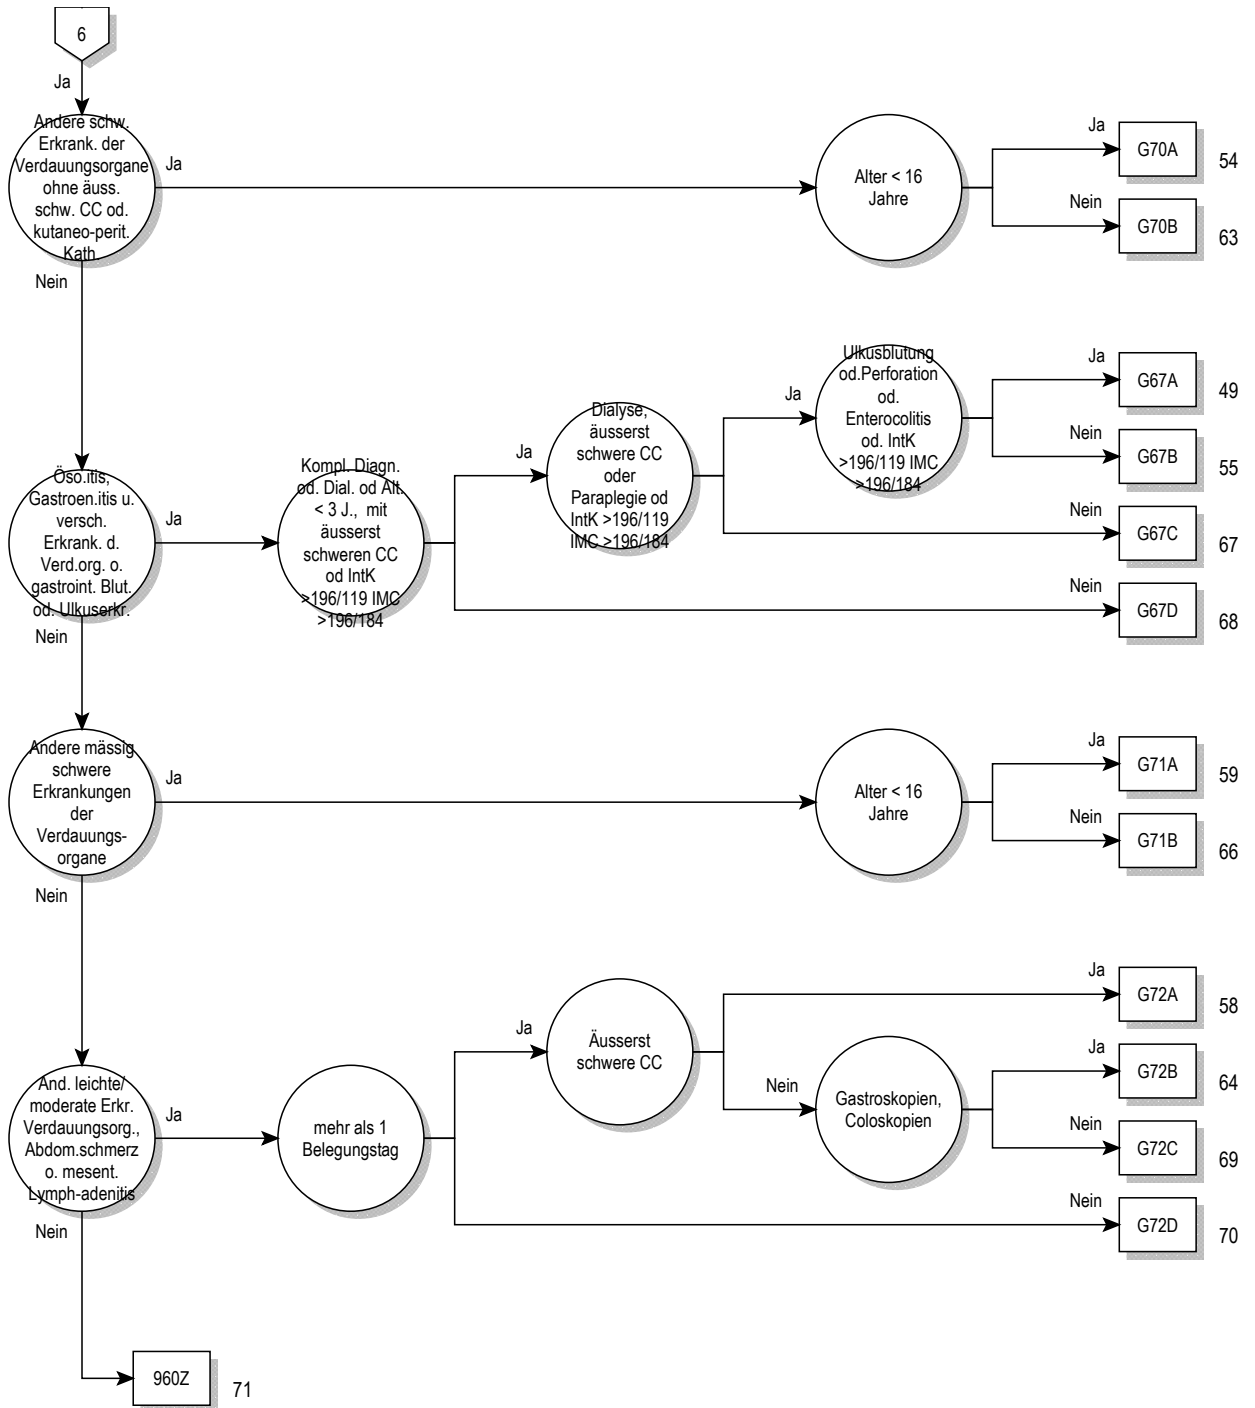 6
Ja
Andere schw.
Erkrank. der
Verdauungsorgane
ohne äuss.
schw. CC od.
kutaneo-perit.
Kath.
Ja
Alter < 16
Jahre
Ja
G70A
54
Nein
G70B
63
Nein
Öso.itis,
Gastroen.itis u.
versch.
Erkrank. d.
Verd.org. o.
gastroint. Blut.
od. Ulkuserkr.
Ja
Kompl. Diagn.
od. Dial. od Alt.
< 3 J., mit
äusserst
schweren CC
od IntK
>196/119 IMC
>196/184
Ja
Dialyse,
äusserst
schwere CC
oder
Paraplegie od
IntK >196/119
IMC >196/184
Ja
Ulkusblutung
od.Perforation
od.
Enterocolitis
od. IntK
>196/119 IMC
>196/184
Ja
G67A
49
Nein
G67B
55
Nein
G67C
67
Nein
G67D
68
Nein
Andere mässig
schwere
Erkrankungen
der
Verdauungs-
organe
Ja
Alter < 16
Jahre
Ja
G71A
59
Nein
G71B
66
Nein
And. leichte/
moderate Erkr.
Verdauungsorg.,
Abdom.schmerz
o. mesent.
Lymph-adenitis
Ja
mehr als 1
Belegungstag
Ja
Äusserst
schwere CC
Ja
G72A
58
Nein
Gastroskopien,
Coloskopien
Ja
G72B
64
Nein
G72C
69
Nein
G72D
70
Nein
960Z
71